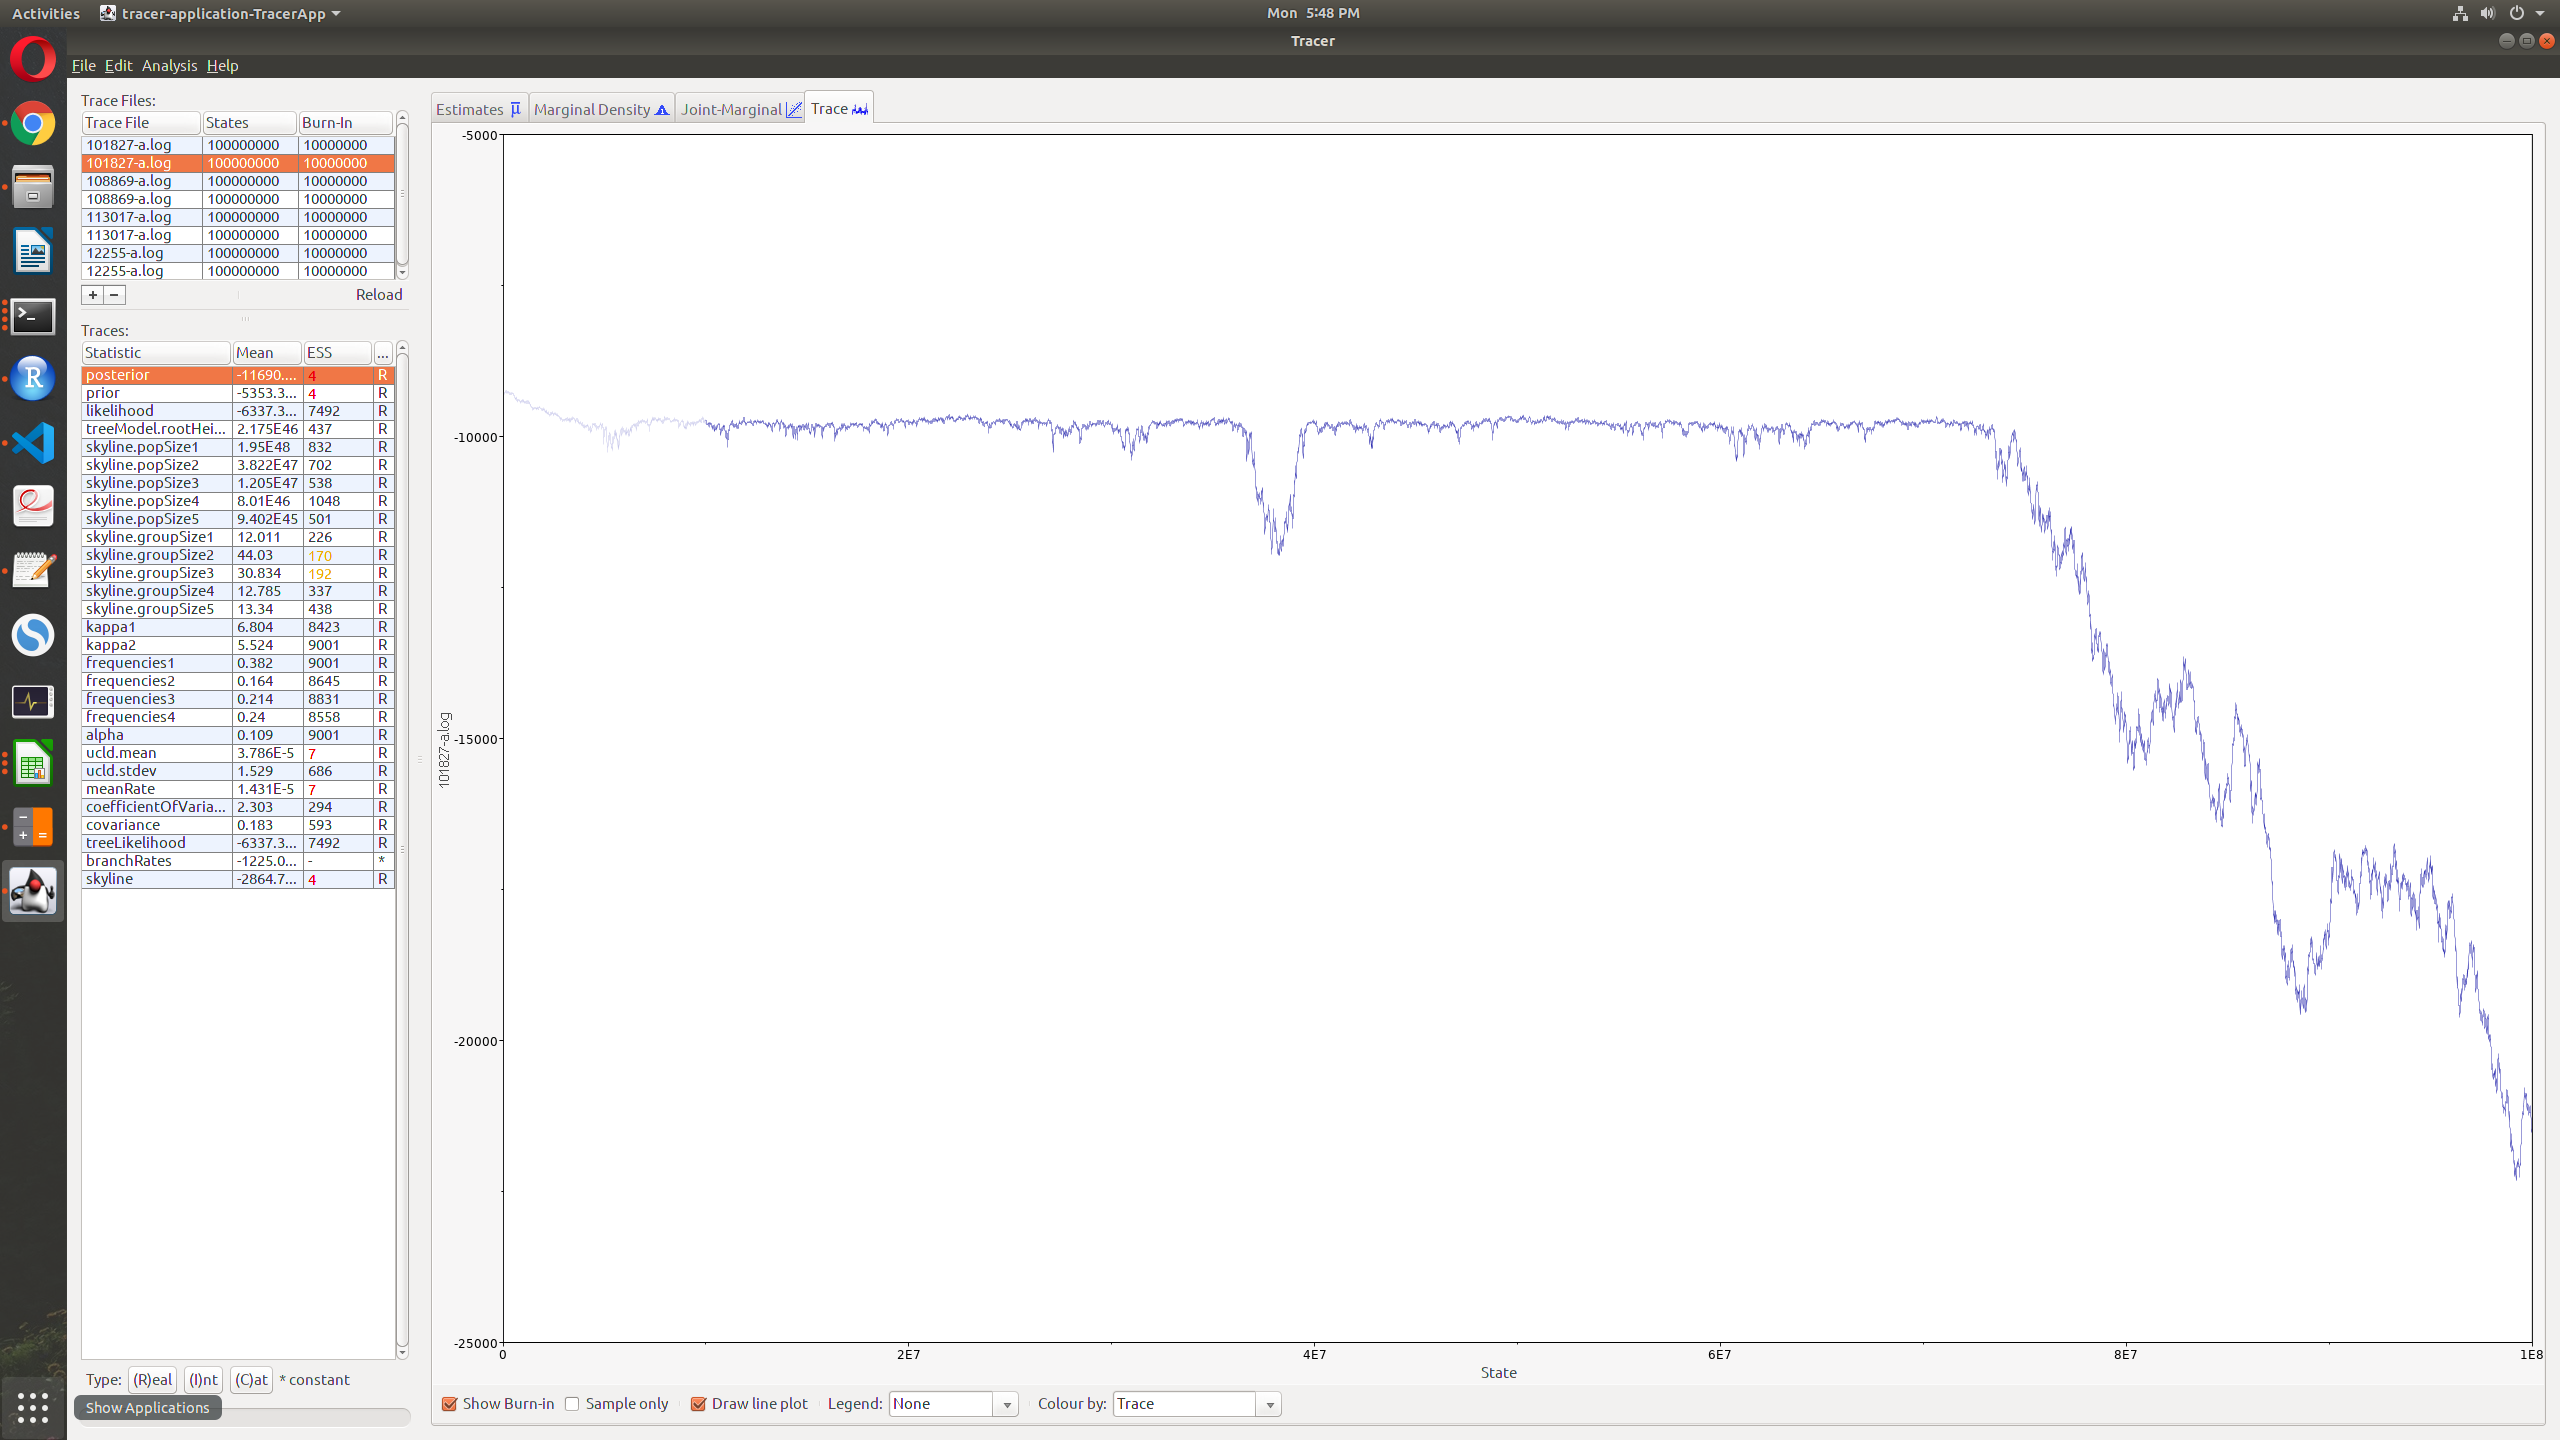 Activities tracer-application-TracerApp Mon 5:48 PM
Tracer
File Edit Analysis Help
Trace Files:
Trace File States Burn-In
101827-a.log 100000000 10000000
101827-a.log 100000000 10000000
108869-a.log 100000000 10000000
108869-a.log 100000000 10000000
113017-a.log 100000000 10000000
113017-a.log 100000000 10000000
12255-a.log 100000000 10000000
12255-a.log 100000000 10000000
+ − Reload
Traces:
Statistic Mean ESS ...
posterior -11690.... 4 R
prior -5353.3... 4 R
likelihood -6337.3... 7492 R
treeModel.rootHei... 2.175E46 437 R
skyline.popSize1 1.95E48 832 R
skyline.popSize2 3.822E47 702 R
skyline.popSize3 1.205E47 538 R
skyline.popSize4 8.01E46 1048 R
skyline.popSize5 9.402E45 501 R
skyline.groupSize1 12.011 226 R
skyline.groupSize2 44.03 170 R
skyline.groupSize3 30.834 192 R
skyline.groupSize4 12.785 337 R
skyline.groupSize5 13.34 438 R
kappa1 6.804 8423 R
kappa2 5.524 9001 R
frequencies1 0.382 9001 R
frequencies2 0.164 8645 R
frequencies3 0.214 8831 R
frequencies4 0.24 8558 R
alpha 0.109 9001 R
ucld.mean 3.786E-5 7 R
ucld.stdev 1.529 686 R
meanRate 1.431E-5 7 R
coefficientOfVaria... 2.303 294 R
covariance 0.183 593 R
treeLikelihood -6337.3... 7492 R
branchRates -1225.0... - *
skyline -2864.7... 4 R
Type: (R)eal (I)nt (C)at * constant
Show Applications
Estimates μ Marginal Density Joint-Marginal Trace
-5000
-10000
-15000
-20000
-25000
101827-a.log
0 2E7 4E7 6E7 8E7 1E8
State
Show Burn-in Sample only Draw line plot Legend: None Colour by: Trace